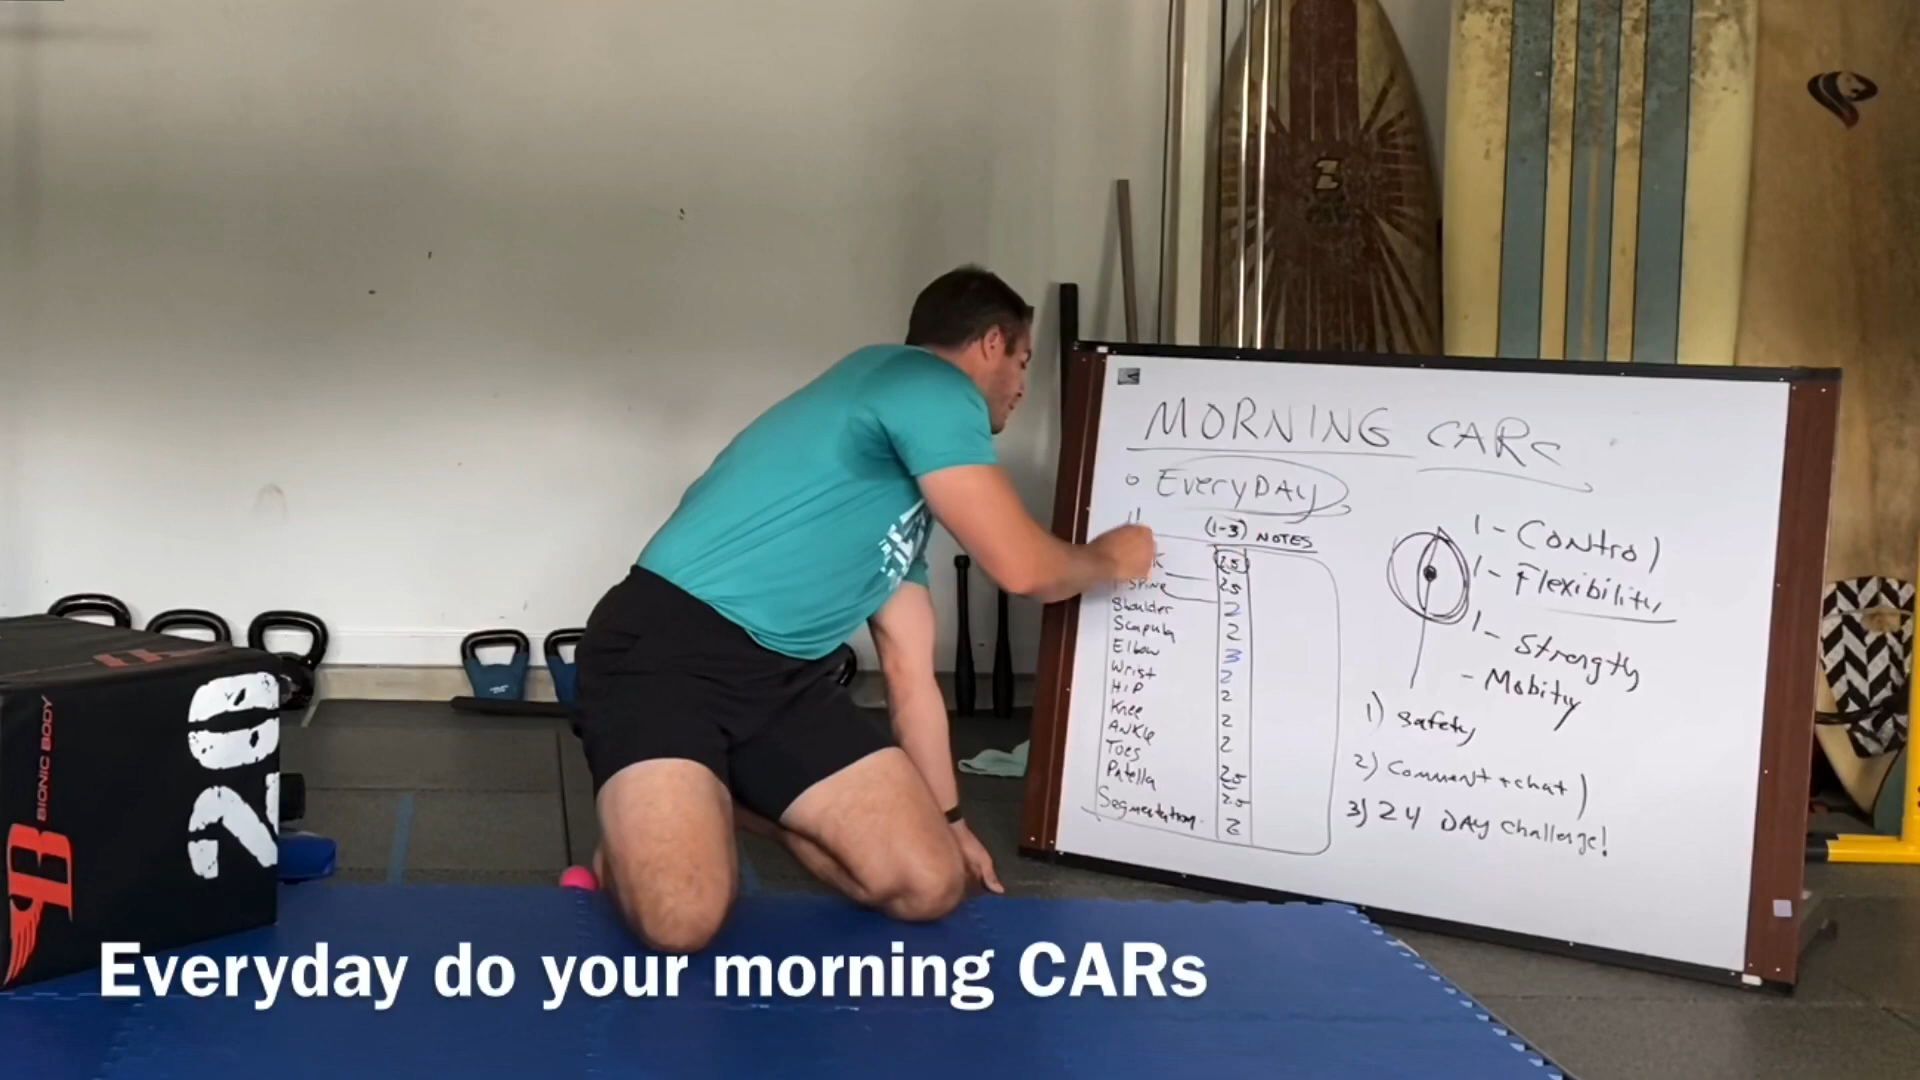 MORNING CARs
o EveryDAy
(1-3) NOTES
2.5
Spine 2.5
Shoulder 2
Scapula 2
Elbow 3
Wrist 2
Hip 2
Knee 2
Ankle 2
Toes 2.5
Patella 2.5
Segmentation 2
1 - Control
1 - Flexibility
1 - Strength
- Mobity
1) Safety
2) Comment + chat
3) 24 DAY challenge!
BIONIC BODY
20
Everyday do your morning CARs